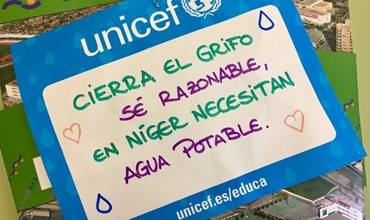 unicef
CIERRA EL GRIFO
SÉ RAZONABLE,
EN NÍGER NECESITAN
AGUA POTABLE.
unicef.es/educa